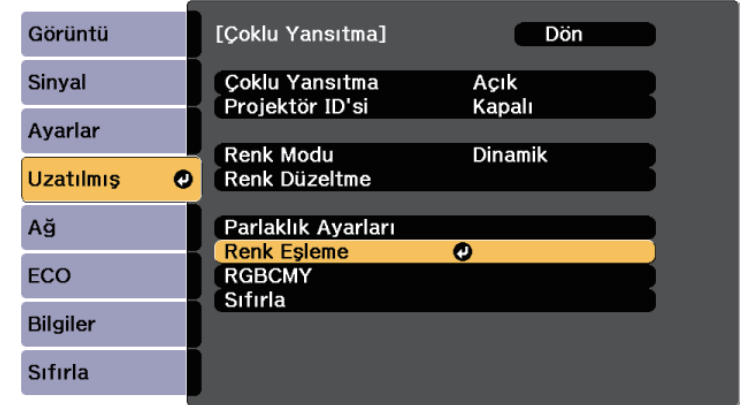 Görüntü
Sinyal
Ayarlar
Uzatılmış
Ağ
ECO
Bilgiler
Sıfırla
[Çoklu Yansıtma] Dön
Çoklu Yansıtma Açık
Projektör ID'si Kapalı
Renk Modu Dinamik
Renk Düzeltme
Parlaklık Ayarları
Renk Eşleme
RGBCMY
Sıfırla